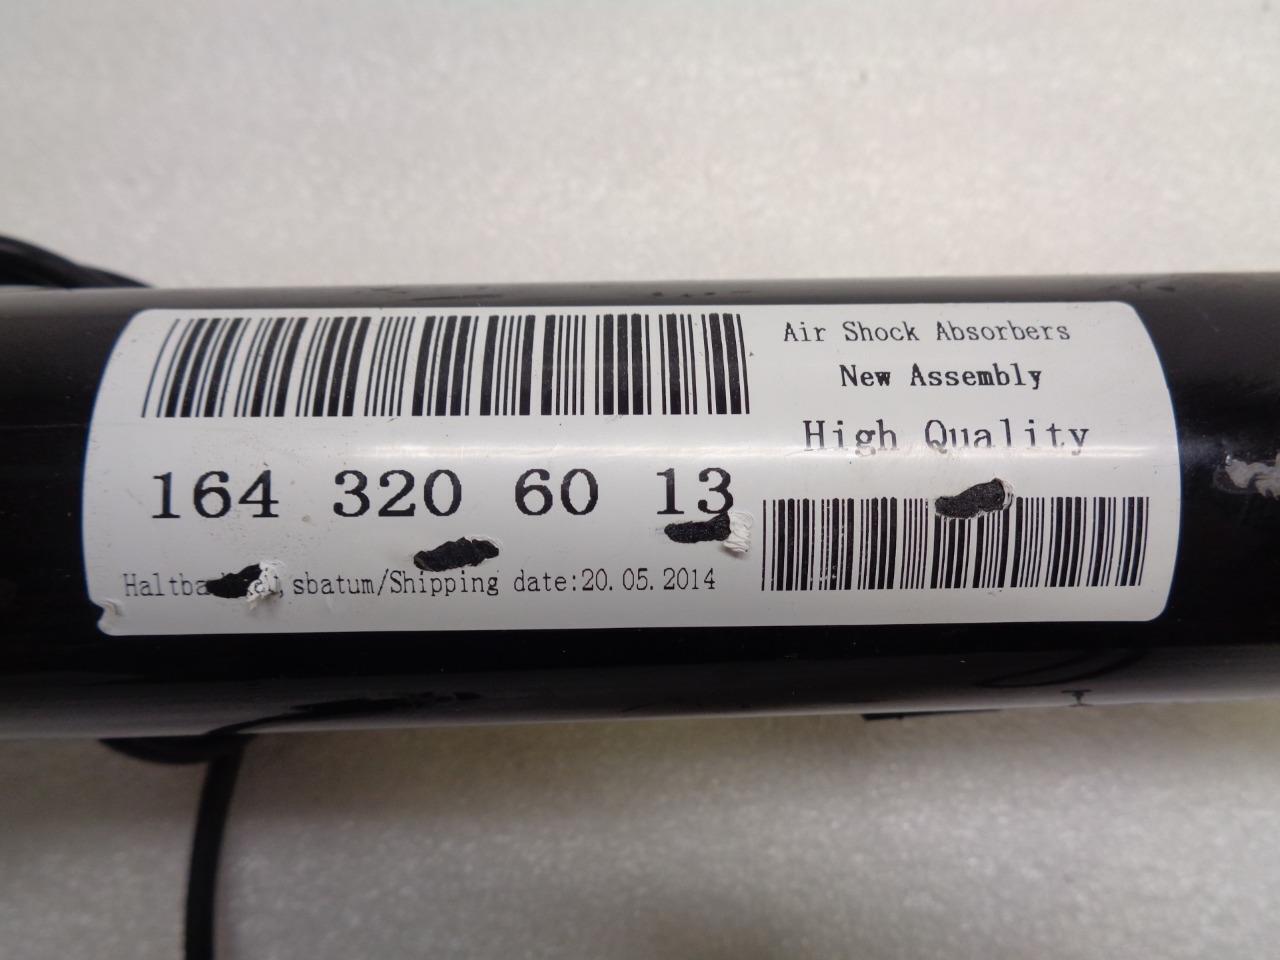 Air Shock Absorbers
New Assembly
High Quality
164 320 60 13
sbatum/Shipping date:20.05.2014